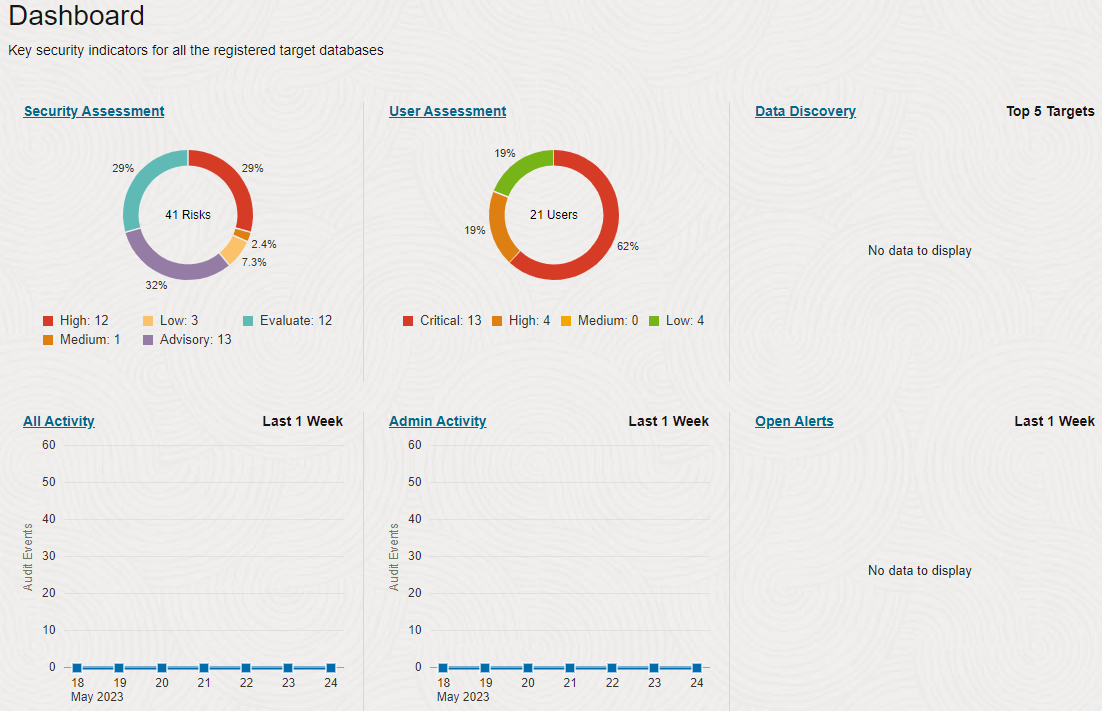 Dashboard
Key security indicators for all the registered target databases
Security Assessment
29%
29%
41 Risks
2.4%
7.3%
32%
High: 12
Low: 3
Evaluate: 12
Medium: 1
Advisory: 13
User Assessment
19%
21 Users
19%
62%
Critical: 13
High: 4
Medium: 0
Low: 4
Data Discovery
Top 5 Targets
No data to display
All Activity
Last 1 Week
60
50
40
30
20
10
0
Audit Events
18
19
20
21
22
23
24
May 2023
Admin Activity
Last 1 Week
60
50
40
30
20
10
0
Audit Events
18
19
20
21
22
23
24
May 2023
Open Alerts
Last 1 Week
No data to display